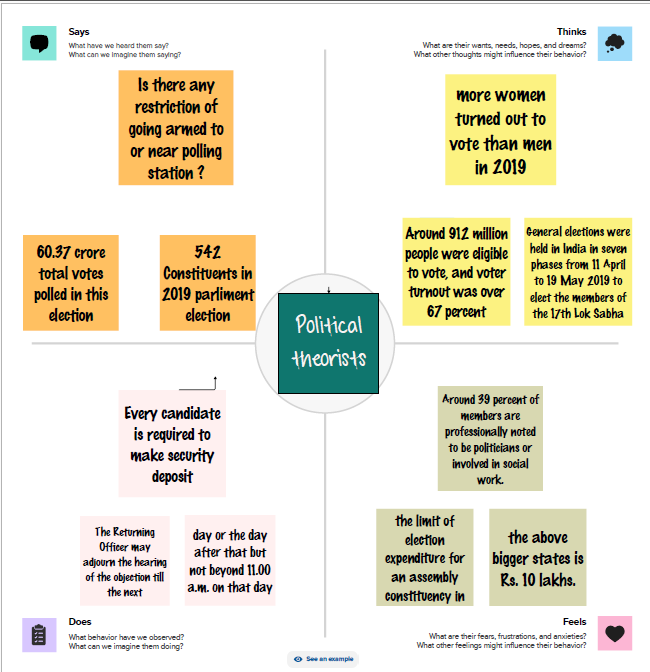 Says
What have we heard them say?
What can we imagine them saying?
Thinks
What are their wants, needs, hopes, and dreams?
What other thoughts might influence their behavior?
Is there any
restriction of
going armed to
or near polling
station ?
more women
turned out to
vote than men
in 2019
60.37 crore
total votes
polled in this
election
542
Constituents in
2019 parliment
election
Around 912 million
people were eligible
to vote, and voter
turnout was over
67 percent
General elections were
held in India in seven
phases from 11 April
to 19 May 2019 to
elect the members of
the 17th Lok Sabha
Political
theorists
Every candidate
is required to
make security
deposit
Around 39 percent of
members are
professionally noted
to be politicians or
involved in social
work.
The Returning
Officer may
adjourn the hearing
of the objection till
the next
day or the day
after that but
not beyond 11.00
a.m. on that day
the limit of
election
expenditure for
an assembly
constituency in
the above
bigger states is
Rs. 10 lakhs.
Does
What behavior have we observed?
What can we imagine them doing?
Feels
What are their fears, frustrations, and anxieties?
What other feelings might influence their behavior?
See an example